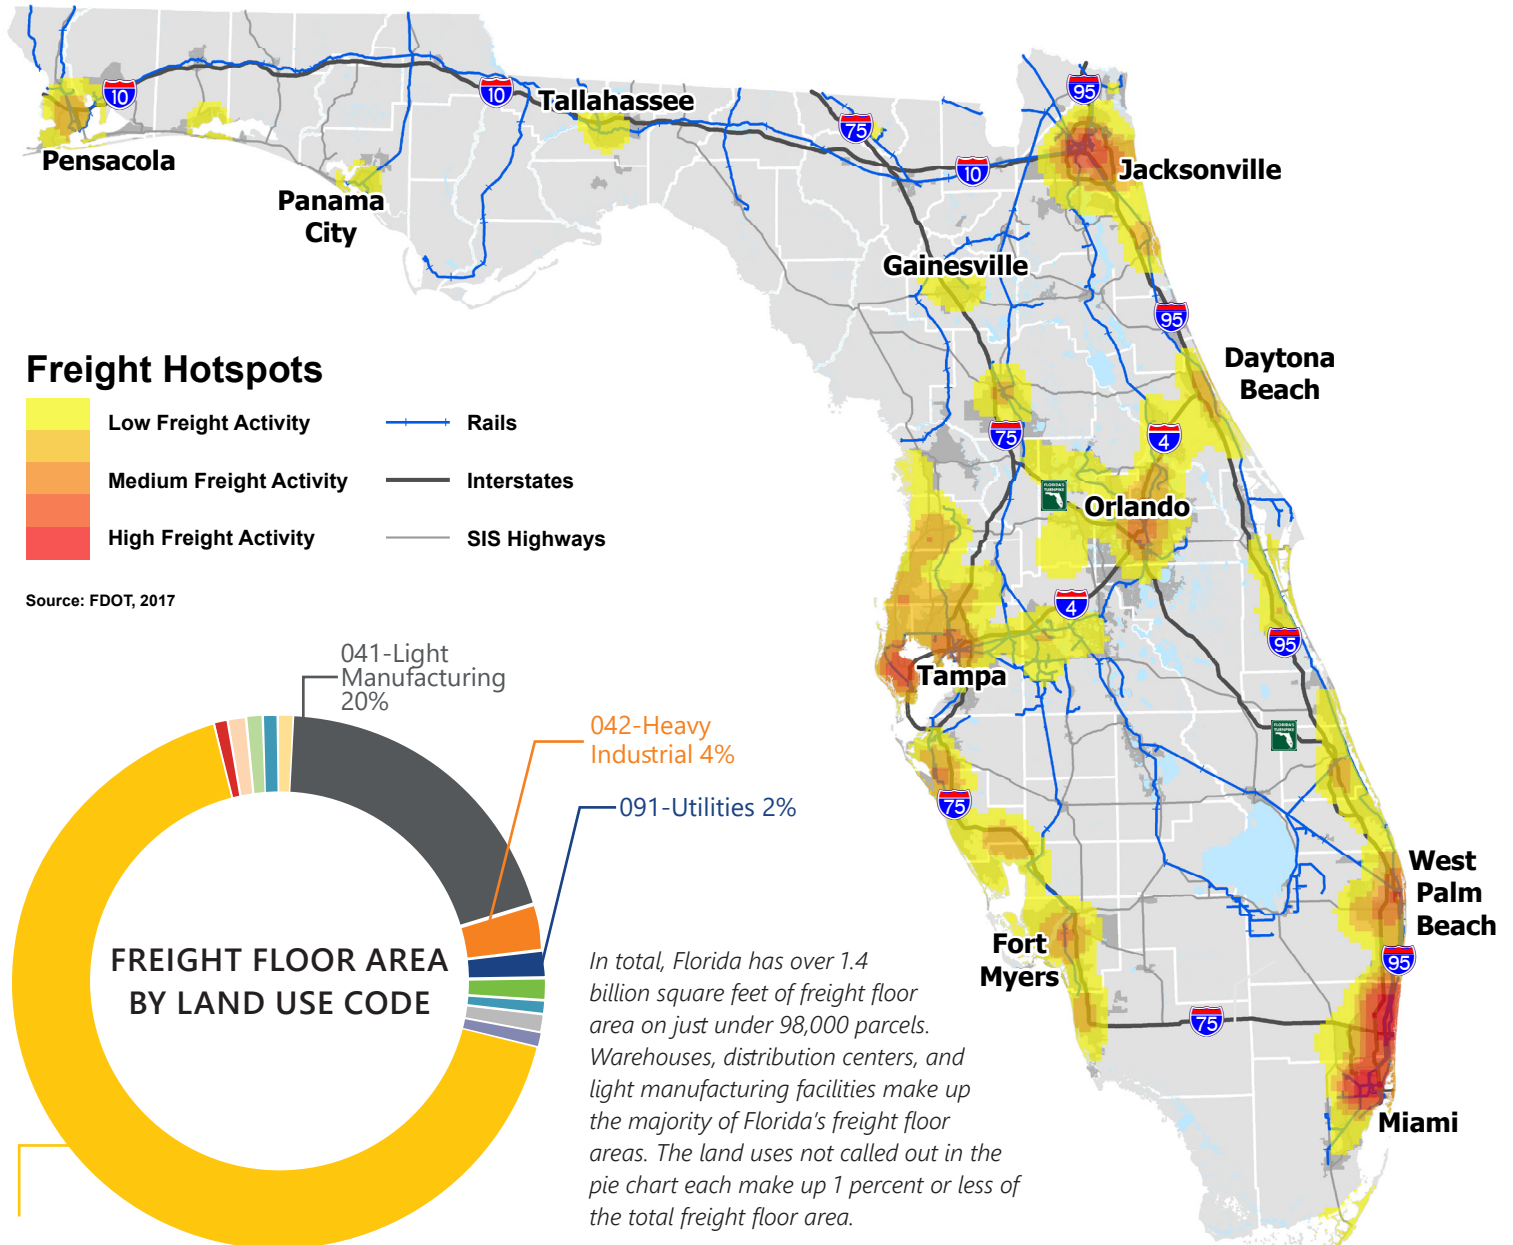 95
10
10
Tallahassee
75
Pensacola
10
Jacksonville
Panama
City
Gainesville
95
Daytona
Beach
Freight Hotspots
Low Freight Activity
Medium Freight Activity
High Freight Activity
Rails
Interstates
SIS Highways
Source: FDOT, 2017
75
4
FLORIDA'S
TURNPIKE
Orlando
4
95
Tampa
FLORIDA'S
TURNPIKE
75
West
Palm
Beach
Fort
Myers
95
75
Miami
041-Light
Manufacturing
20%
042-Heavy
Industrial 4%
091-Utilities 2%
FREIGHT FLOOR AREA
BY LAND USE CODE
In total, Florida has over 1.4
billion square feet of freight floor
area on just under 98,000 parcels.
Warehouses, distribution centers, and
light manufacturing facilities make up
the majority of Florida's freight floor
areas. The land uses not called out in the
pie chart each make up 1 percent or less of
the total freight floor area.